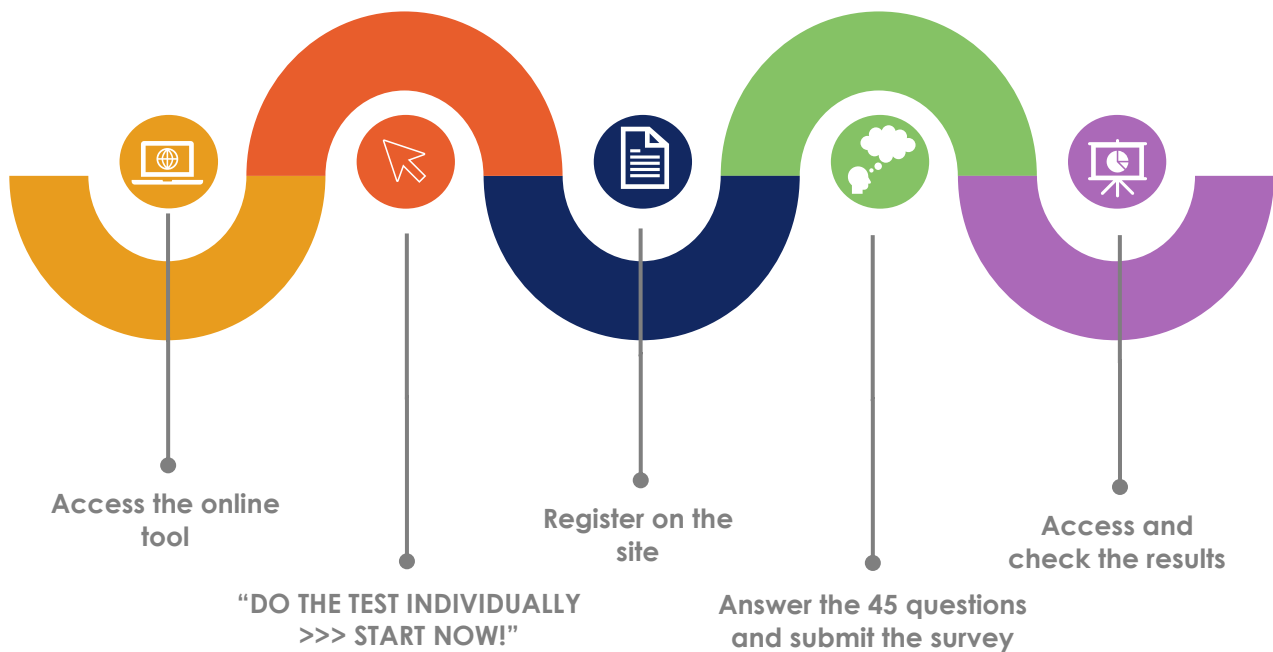 Access the online
tool
“DO THE TEST INDIVIDUALLY
>>> START NOW!”
Register on the
site
Answer the 45 questions
and submit the survey
Access and
check the results